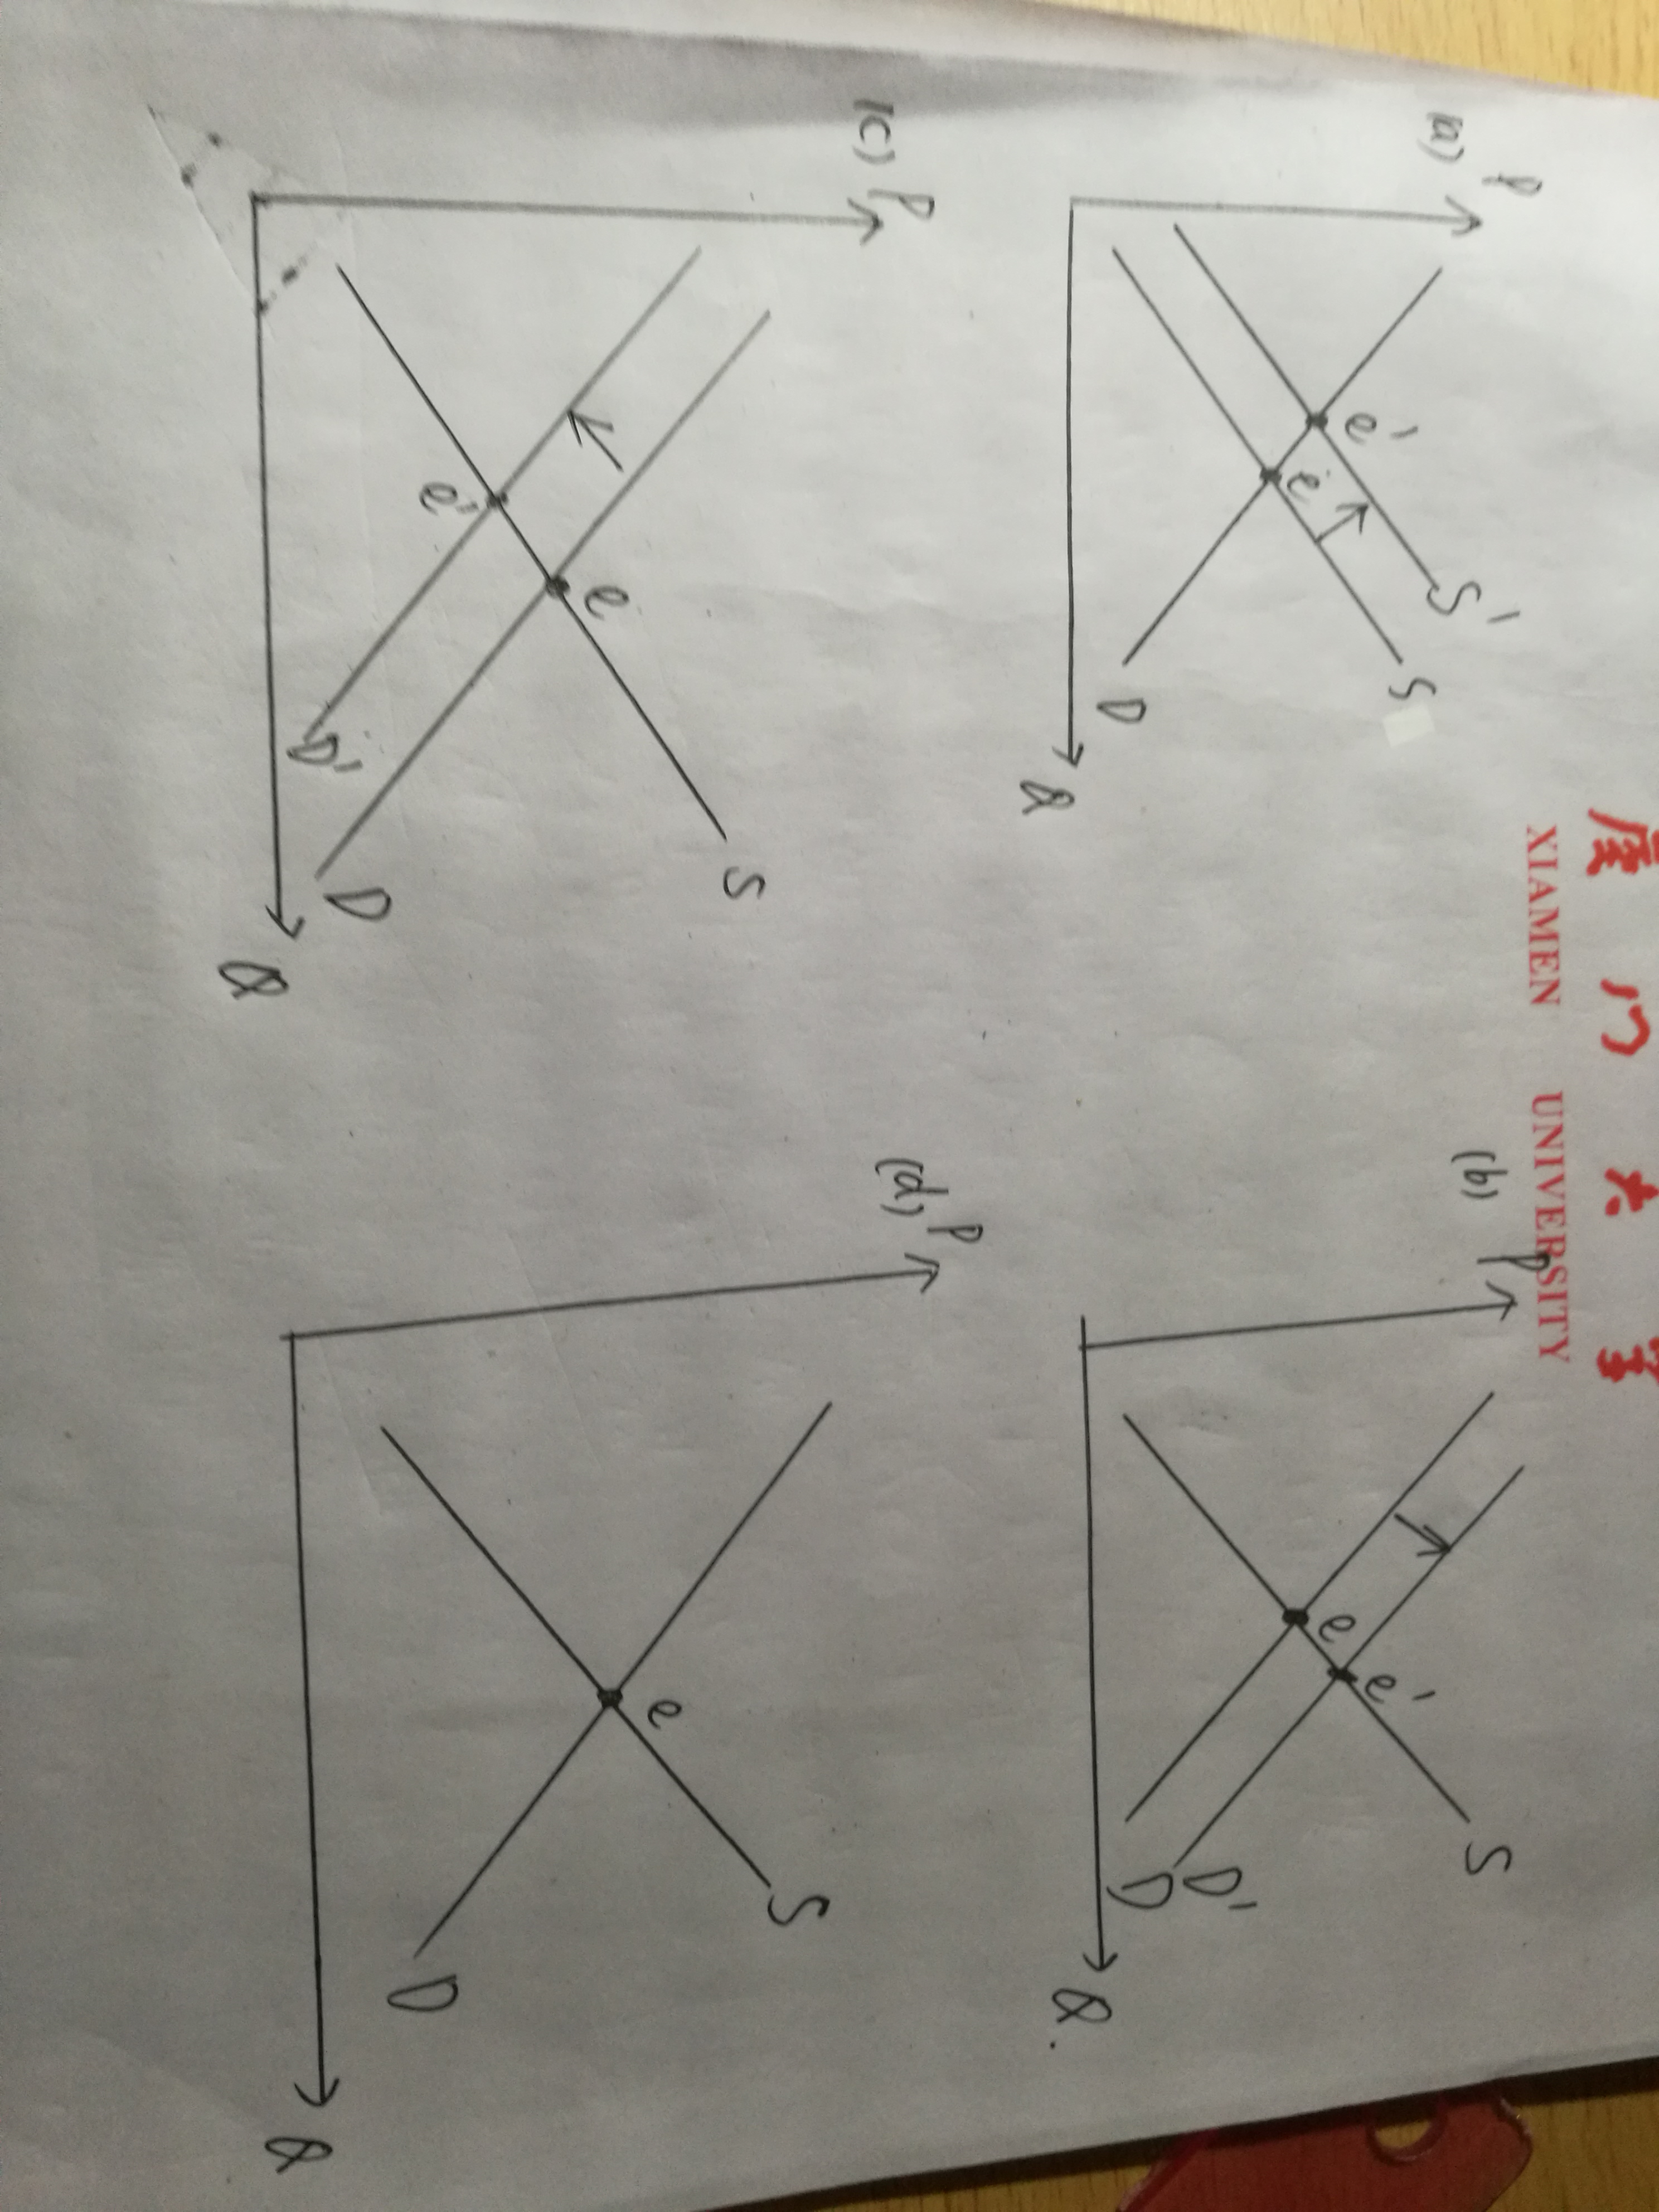 厦门大学
XIAMEN UNIVERSITY
(a) P
S'
S
e'
e
D
Q
(b) P
S
e
e'
D'
D
Q.
(c) P
S
e
e'
D'
D
Q
(d) P
S
e
D
Q